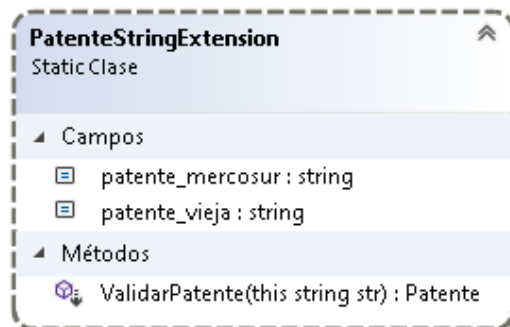 PatenteStringExtension
Static Clase
Campos
patente_mercosur : string
patente_vieja : string
Métodos
ValidarPatente(this string str) : Patente